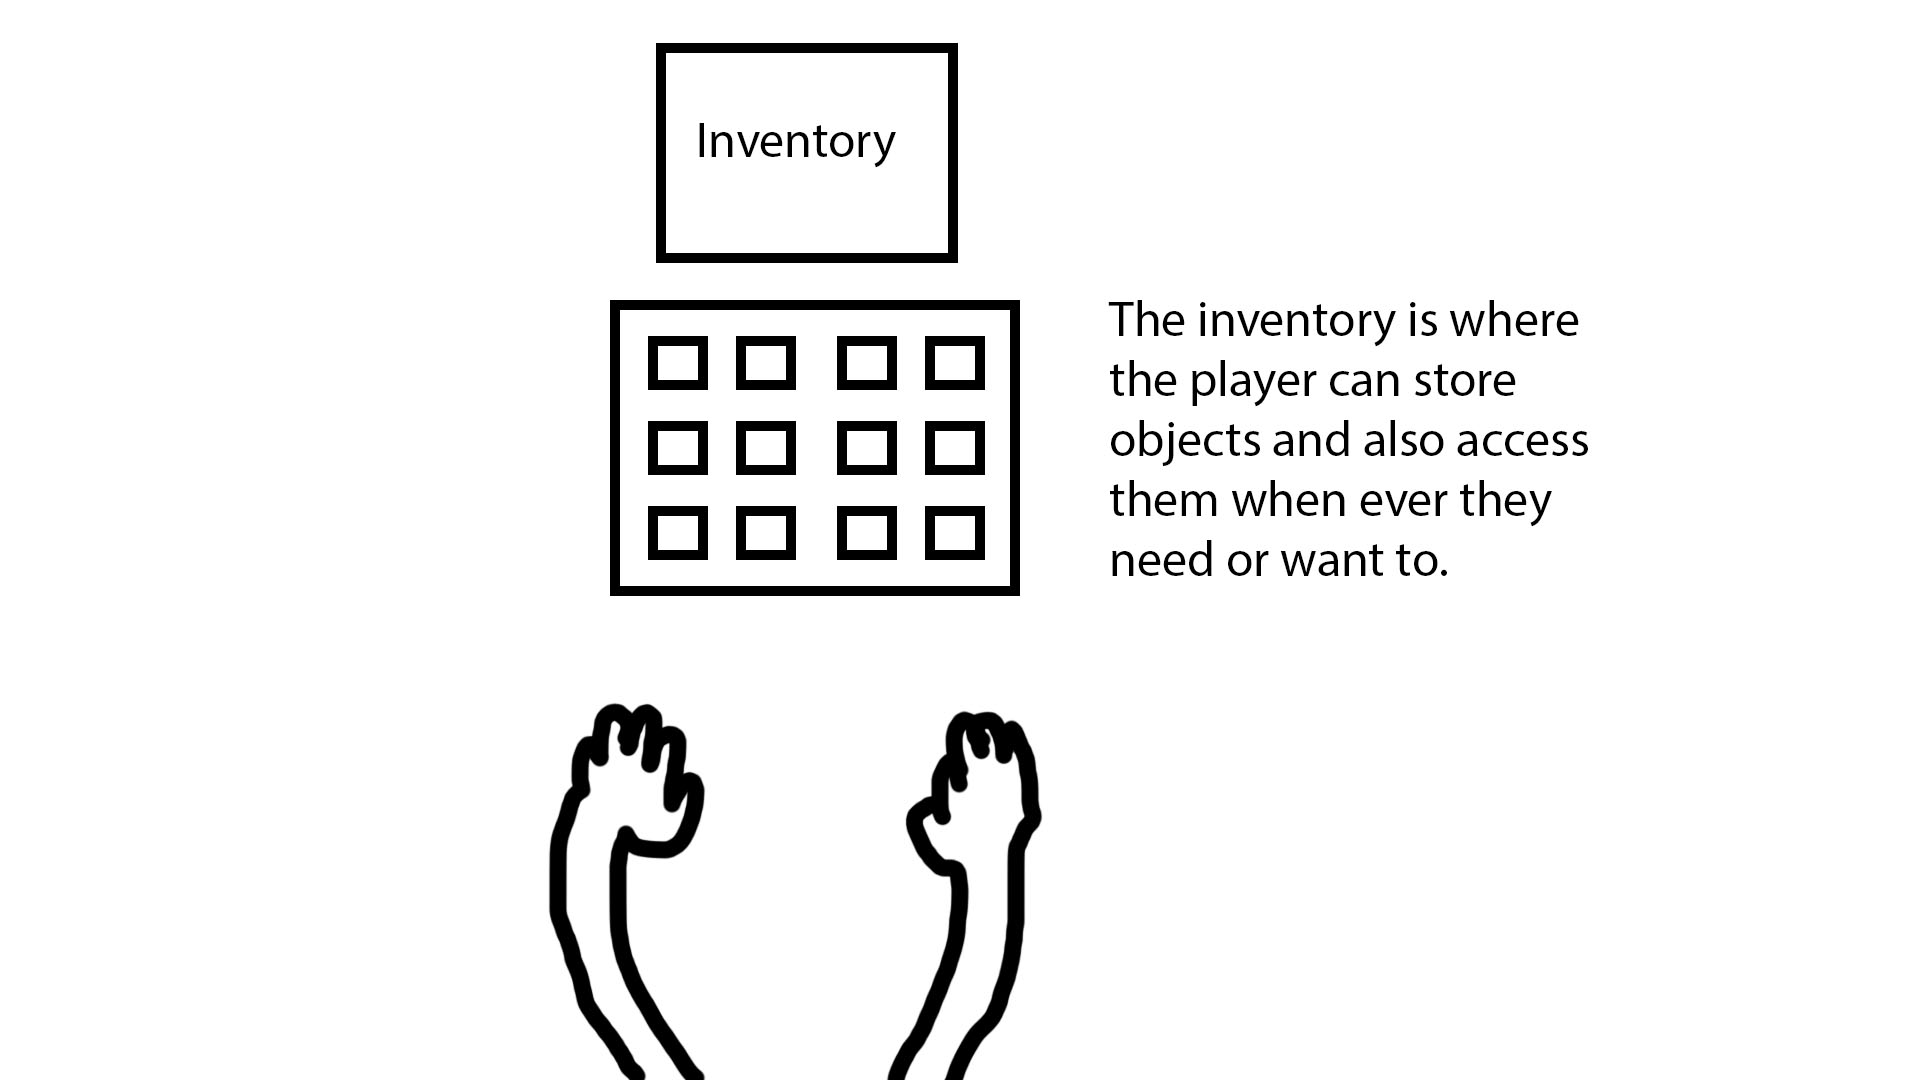 Inventory
The inventory is where
the player can store
objects and also access
them when ever they
need or want to.